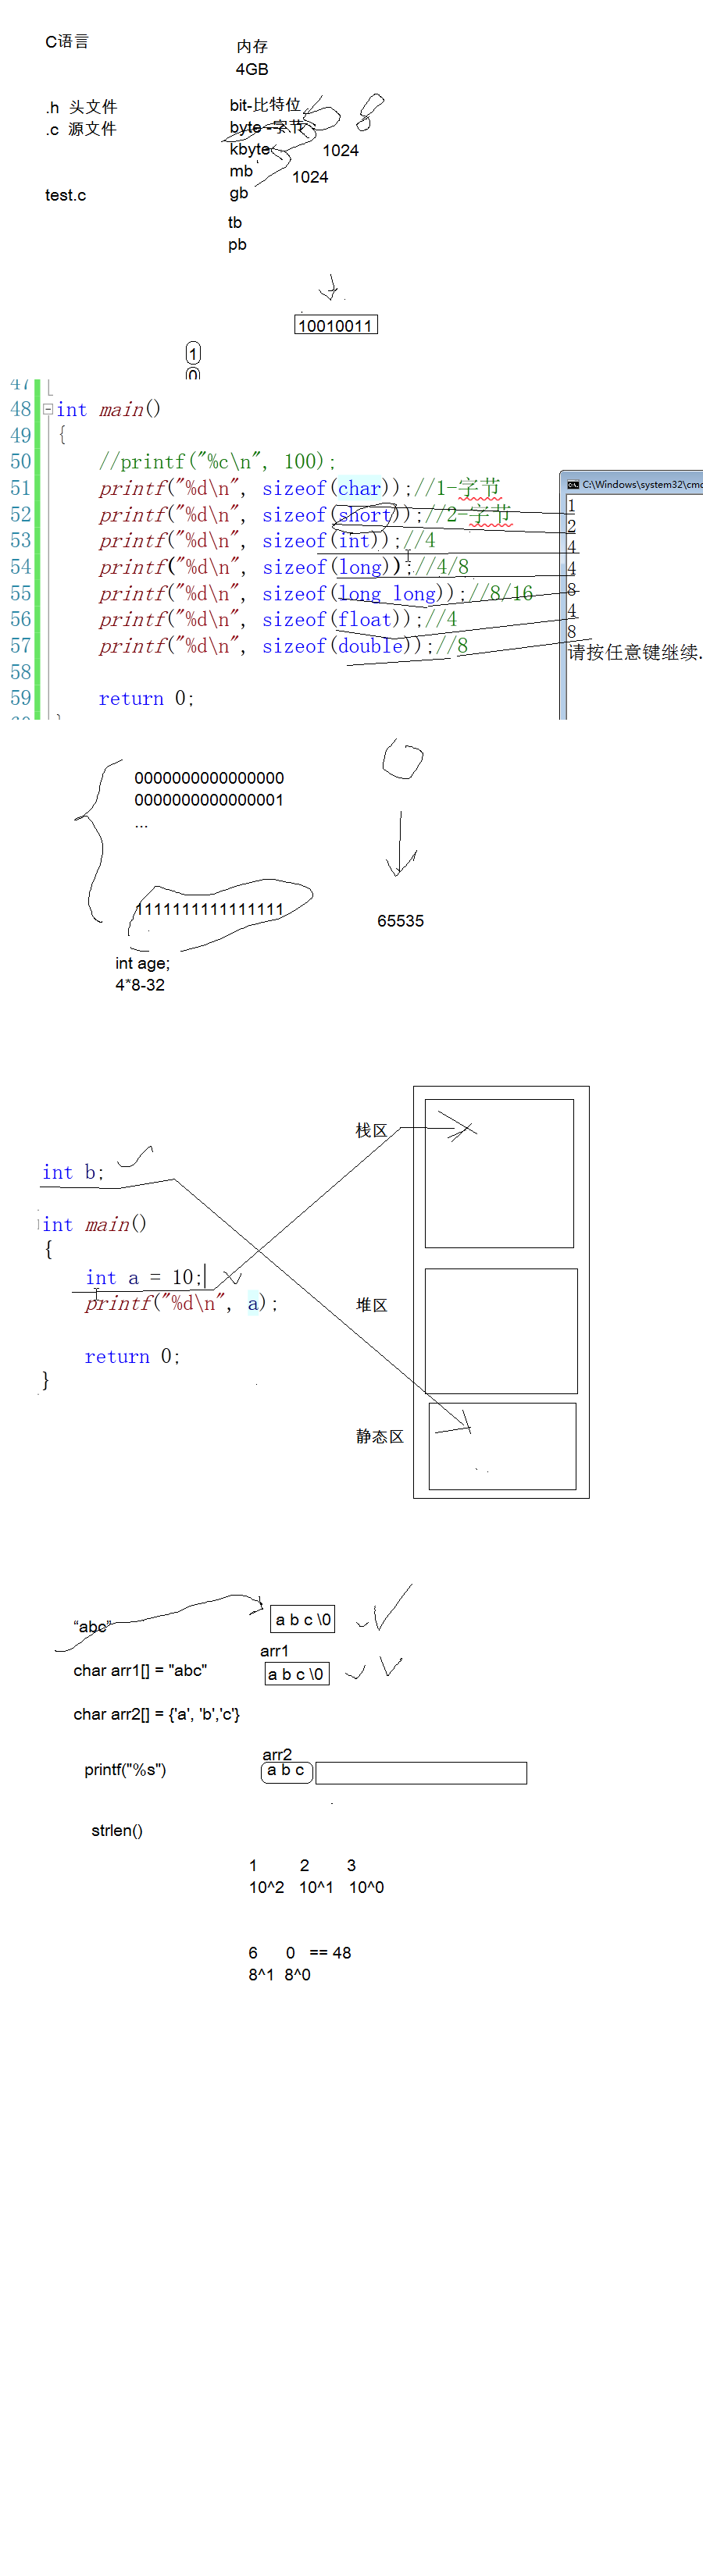 C语言
内存
4GB
.h 头文件
.c 源文件
bit-比特位
byte -字节
kbyte
1024
mb
1024
test.c
gb
tb
pb
10010011
1
0
47
48 int main()
49 {
50 //printf("%c\n", 100);
51 printf("%d\n", sizeof(char));//1-字节
52 printf("%d\n", sizeof(short));//2-字节
53 printf("%d\n", sizeof(int));//4
54 printf("%d\n", sizeof(long));//4/8
55 printf("%d\n", sizeof(long long));//8/16
56 printf("%d\n", sizeof(float));//4
57 printf("%d\n", sizeof(double));//8
58
59 return 0;
C:\Windows\system32\cmd
1
2
4
4
8
4
8
请按任意键继续.
0000000000000000
0000000000000001
...
1111111111111111
65535
int age;
4*8-32
栈区
int b;
int main()
{
int a = 10;
printf("%d\n", a);
return 0;
}
堆区
静态区
“abc”
a b c \0
arr1
char arr1[] = "abc"
a b c \0
char arr2[] = {'a', 'b','c'}
arr2
printf("%s")
a b c
strlen()
1 2 3
10^2 10^1 10^0
6 0 == 48
8^1 8^0